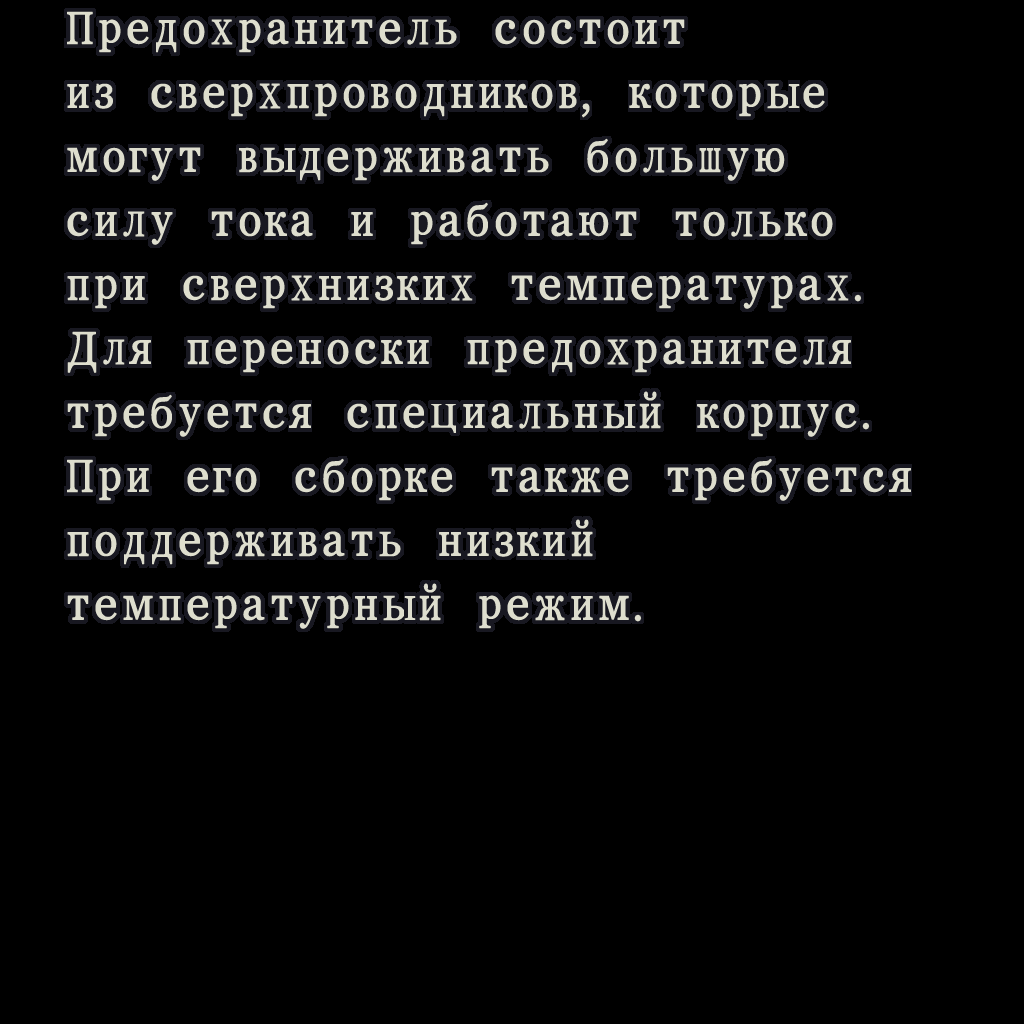 Предохранитель состоит
из сверхпроводников, которые
могут выдерживать большую
силу тока и работают только
при сверхнизких температурах.
Для переноски предохранителя
требуется специальный корпус.
При его сборке также требуется
поддерживать низкий
температурный режим.